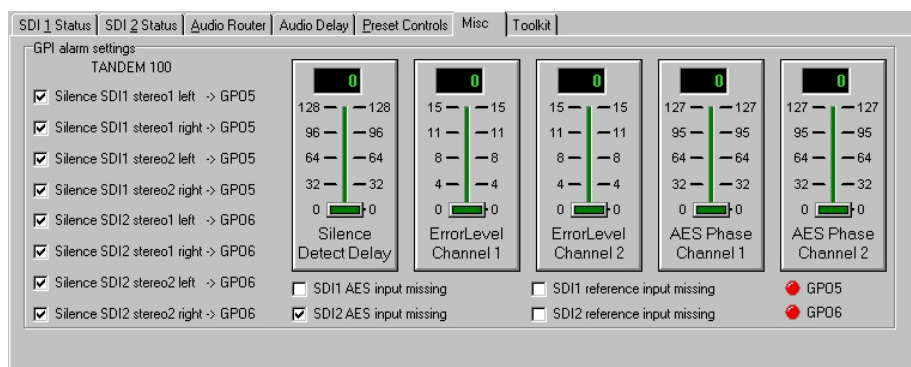 SDI 1 Status SDI 2 Status Audio Router Audio Delay Preset Controls Misc Toolkit
GPI alarm settings
TANDEM 100
Silence SDI1 stereo1 left -> GPO5
Silence SDI1 stereo1 right -> GPO5
Silence SDI1 stereo2 left -> GPO5
Silence SDI1 stereo2 right -> GPO5
Silence SDI2 stereo1 left -> GPO6
Silence SDI2 stereo1 right -> GPO6
Silence SDI2 stereo2 left -> GPO6
Silence SDI2 stereo2 right -> GPO6
0
128 128
96 96
64 64
32 32
0 0
Silence
Detect Delay
0
15 15
11 11
8 8
4 4
0 0
ErrorLevel
Channel 1
0
15 15
11 11
8 8
4 4
0 0
ErrorLevel
Channel 2
0
127 127
95 95
64 64
32 32
0 0
AES Phase
Channel 1
0
127 127
95 95
64 64
32 32
0 0
AES Phase
Channel 2
SDI1 AES input missing
SDI2 AES input missing
SDI1 reference input missing
SDI2 reference input missing
GPO5
GPO6